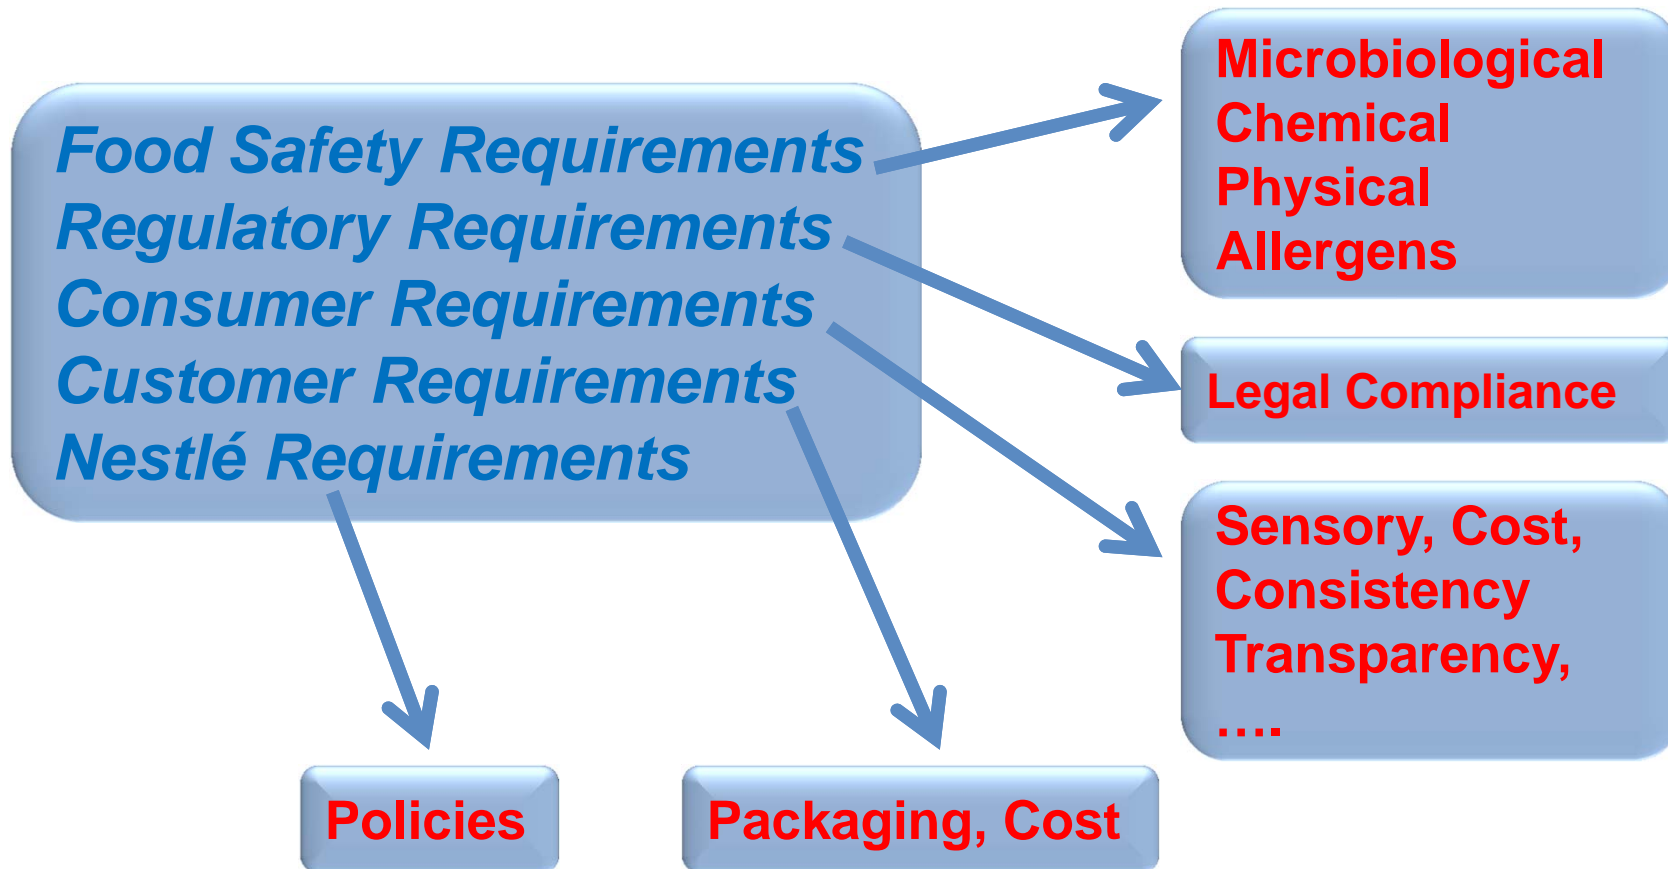 Food Safety Requirements
Regulatory Requirements
Consumer Requirements
Customer Requirements
Nestlé Requirements
Microbiological
Chemical
Physical
Allergens
Legal Compliance
Sensory, Cost,
Consistency
Transparency,
….
Policies
Packaging, Cost